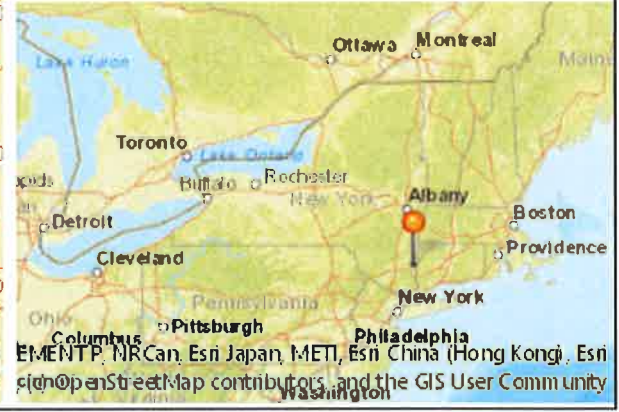 Ottawa Montreal
Maine
Lake Huron
Toronto
Lake Ontario
Buffalo Rochester
New York
Albany
Detroit
Boston
Cleveland
Providence
Pennsylvania
New York
Ohio
Pittsburgh
Columbus
Philadelphia
EMENT P, NRCan, Esri Japan, METI, Esri China (Hong Kong), Esri
OpenStreetMap contributors, and the GIS User Community
Washington